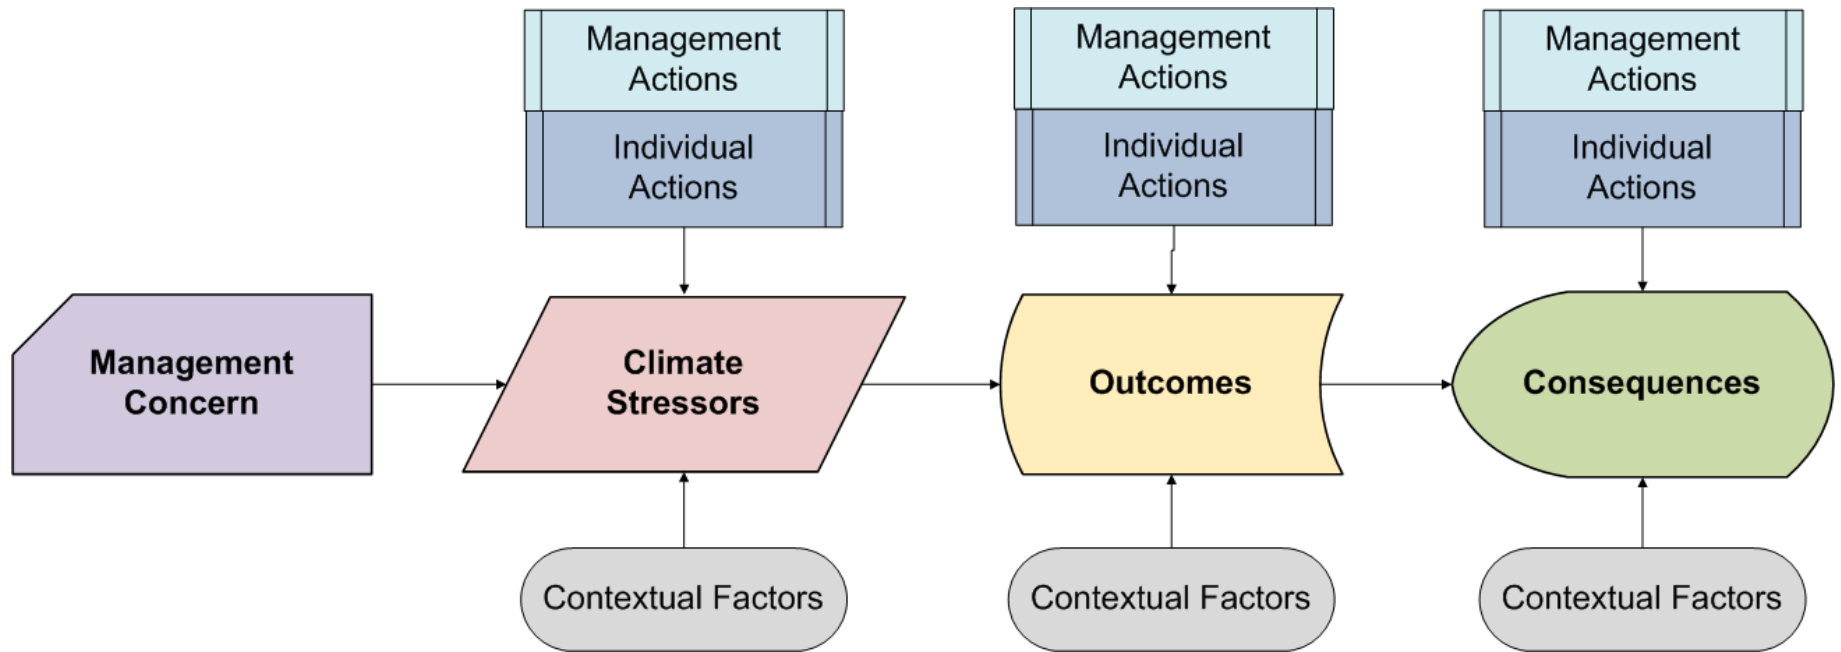 Management
Actions
Individual
Actions
Management
Actions
Individual
Actions
Management
Actions
Individual
Actions
Management
Concern
Climate
Stressors
Outcomes
Consequences
Contextual Factors
Contextual Factors
Contextual Factors